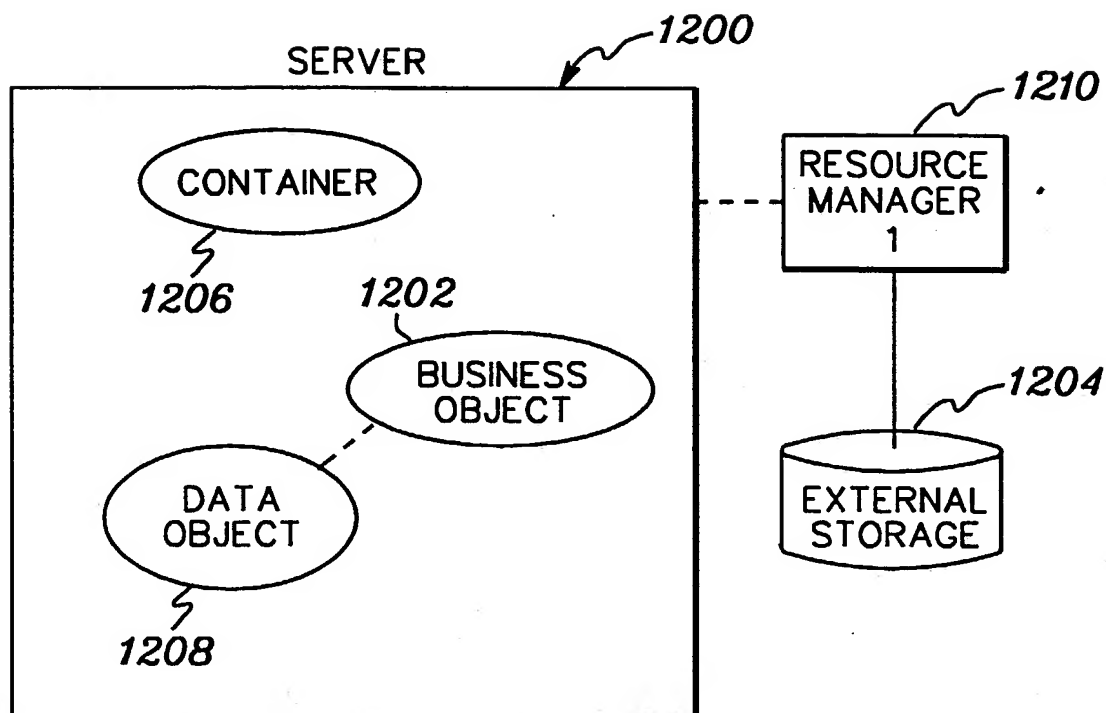 1200
SERVER
1210
RESOURCE
MANAGER
1
CONTAINER
1206
1202
BUSINESS
OBJECT
1204
EXTERNAL
STORAGE
DATA
OBJECT
1208